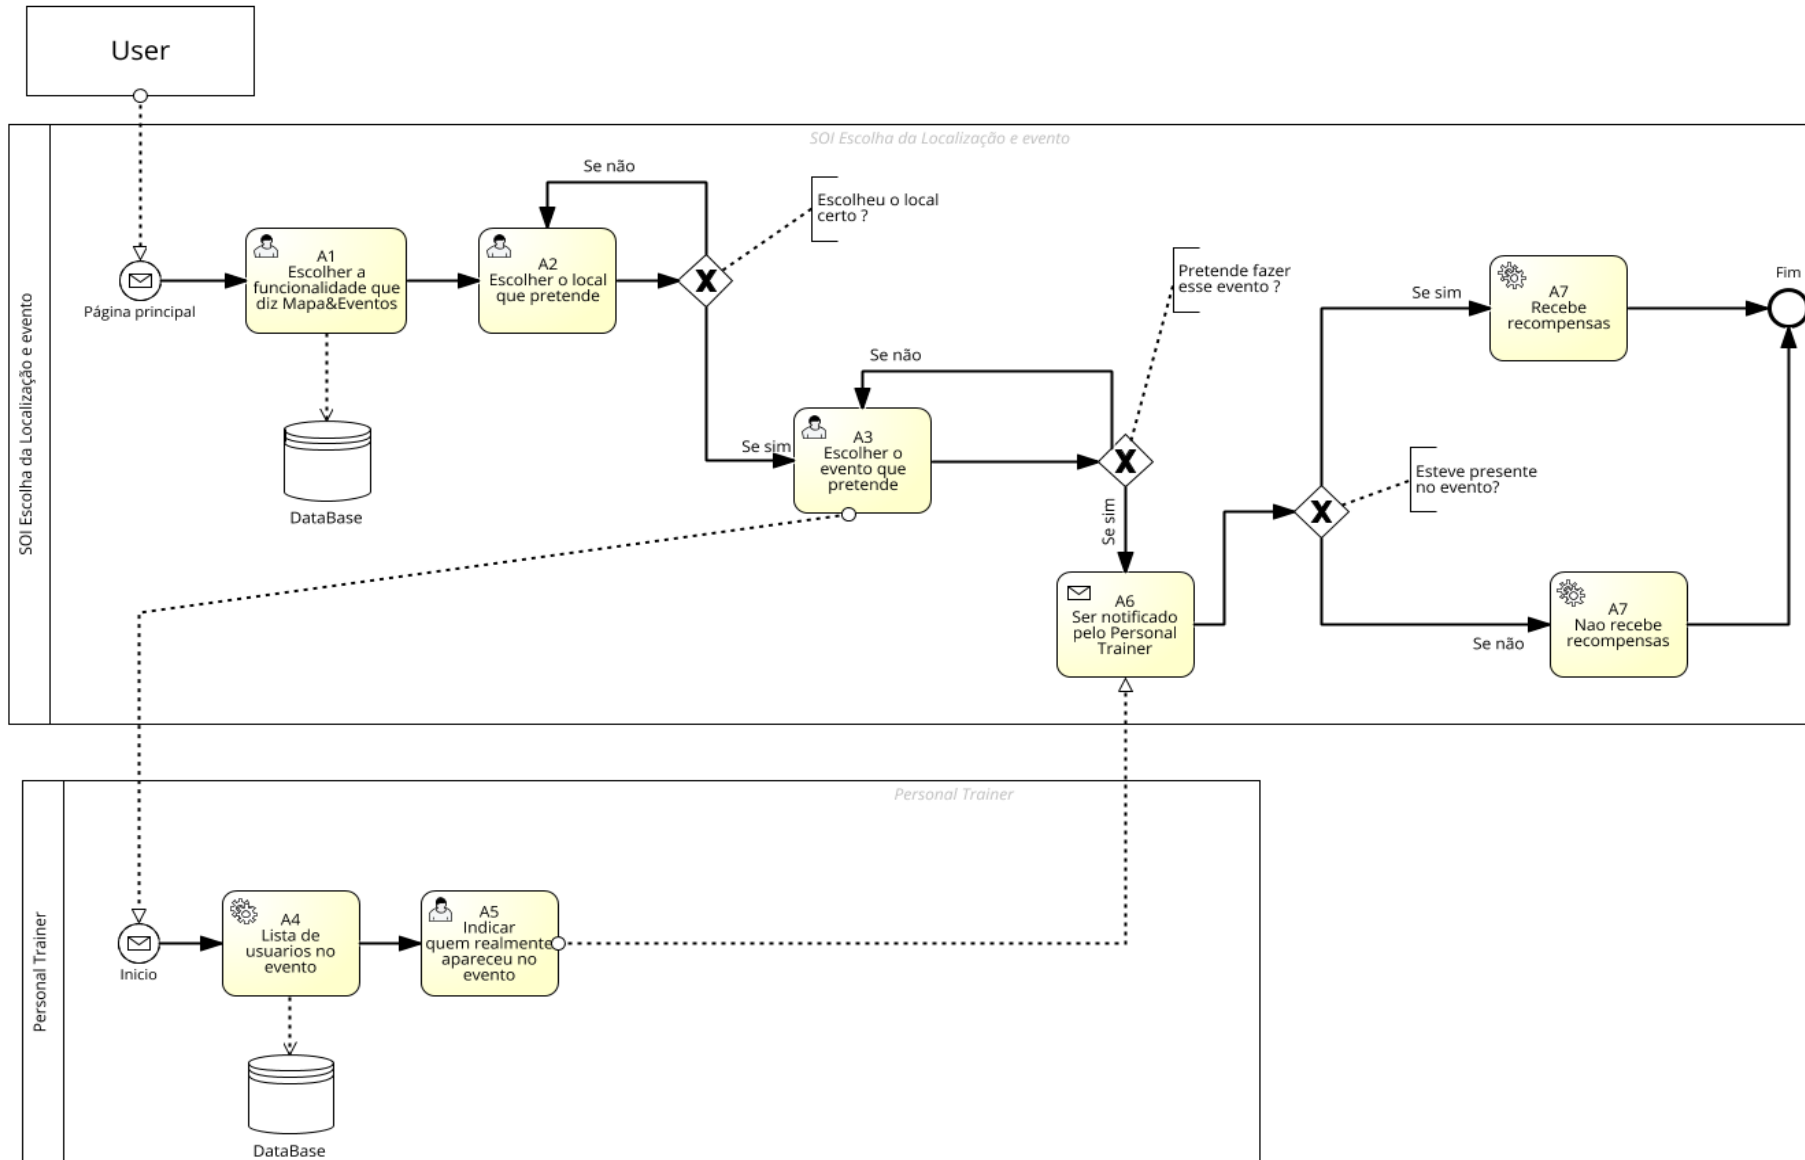 User
SOI Escolha da Localização e evento
SOI Escolha da Localização e evento
Página principal
A1
Escolher a
funcionalidade que
diz Mapa&Eventos
DataBase
A2
Escolher o local
que pretende
Se não
Escolheu o local
certo ?
Se sim
A3
Escolher o
evento que
pretende
Se não
Pretende fazer
esse evento ?
Se sim
A6
Ser notificado
pelo Personal
Trainer
Esteve presente
no evento?
Se sim
A7
Recebe
recompensas
Fim
Se não
A7
Nao recebe
recompensas
Personal Trainer
Personal Trainer
Inicio
A4
Lista de
usuarios no
evento
A5
Indicar
quem realmente
apareceu no
evento
DataBase